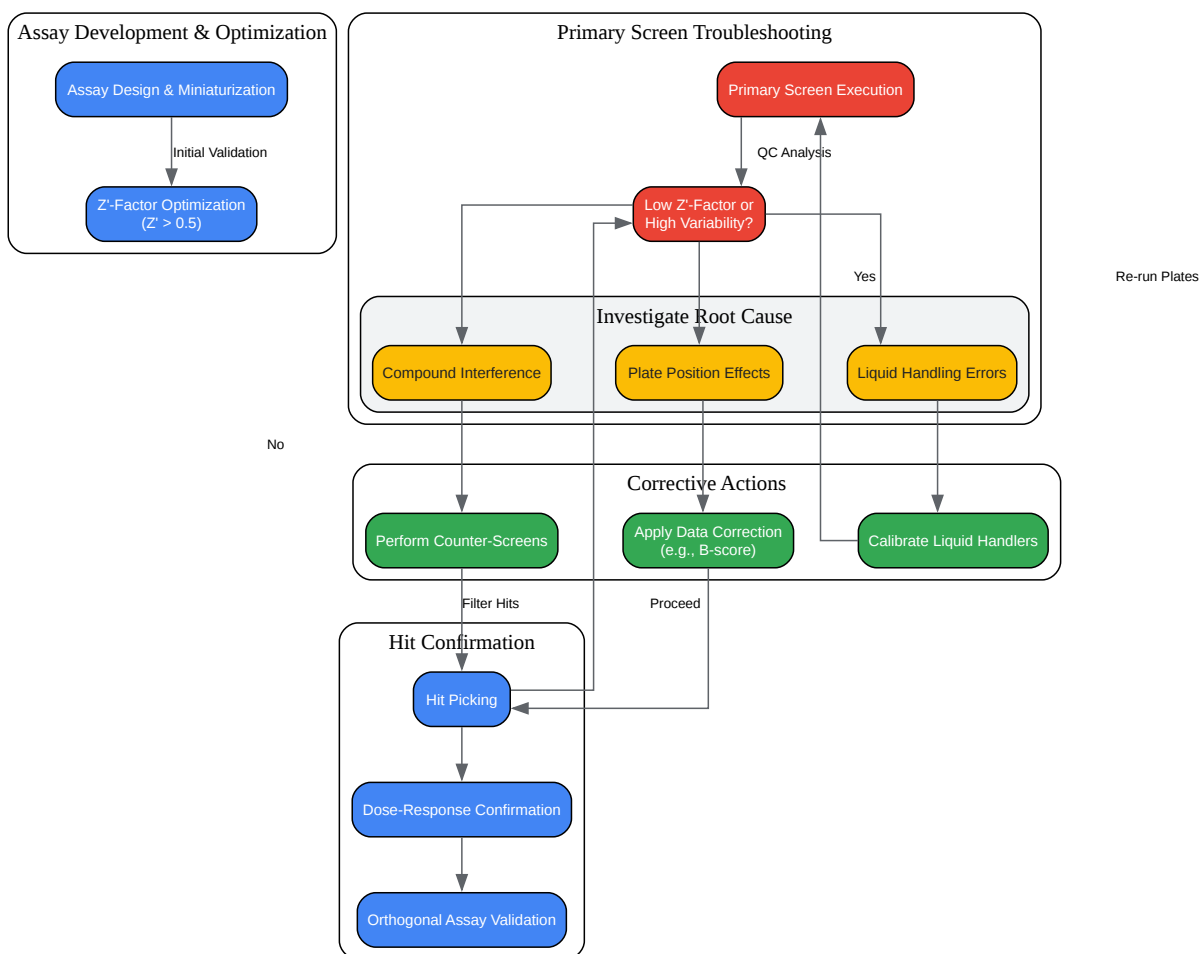 Assay Development & Optimization
Primary Screen Troubleshooting
Assay Design & Miniaturization
Primary Screen Execution
Initial Validation
QC Analysis
Z'-Factor Optimization
(Z' > 0.5)
Low Z'-Factor or
High Variability?
Yes
Re-run Plates
Investigate Root Cause
Compound Interference
Plate Position Effects
Liquid Handling Errors
No
Corrective Actions
Perform Counter-Screens
Apply Data Correction
(e.g., B-score)
Calibrate Liquid Handlers
Filter Hits
Proceed
Hit Confirmation
Hit Picking
Dose-Response Confirmation
Orthogonal Assay Validation